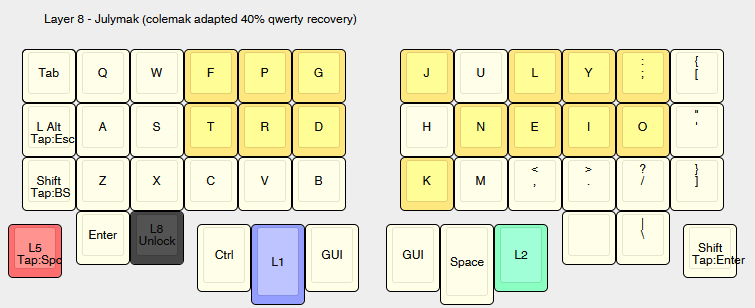 Layer 8 - Julymak (colemak adapted 40% qwerty recovery)
Tab Q W F P G J U L Y : {
; [
L Alt A S T R D H N E I O "
Tap:Esc '
Shift Z X C V B K M < > ? }
Tap:BS , . / ]
L5 Enter L8 Ctrl L1 GUI GUI Space L2 | Shift
Tap:Spc Unlock \ Tap:Enter